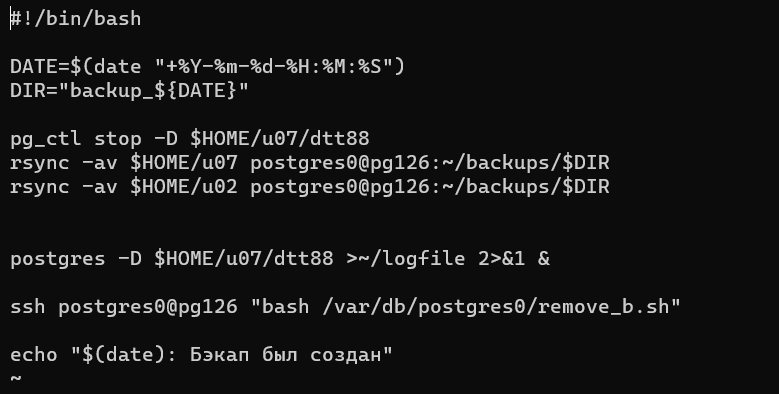 #!/bin/bash
DATE=$(date "+%Y-%m-%d-%H:%M:%S")
DIR="backup_${DATE}"
pg_ctl stop -D $HOME/u07/dtt88
rsync -av $HOME/u07 postgres0@pg126:~/backups/$DIR
rsync -av $HOME/u02 postgres0@pg126:~/backups/$DIR
postgres -D $HOME/u07/dtt88 >~/logfile 2>&1 &
ssh postgres0@pg126 "bash /var/db/postgres0/remove_b.sh"
echo "$(date): Бэкап был создан"
~